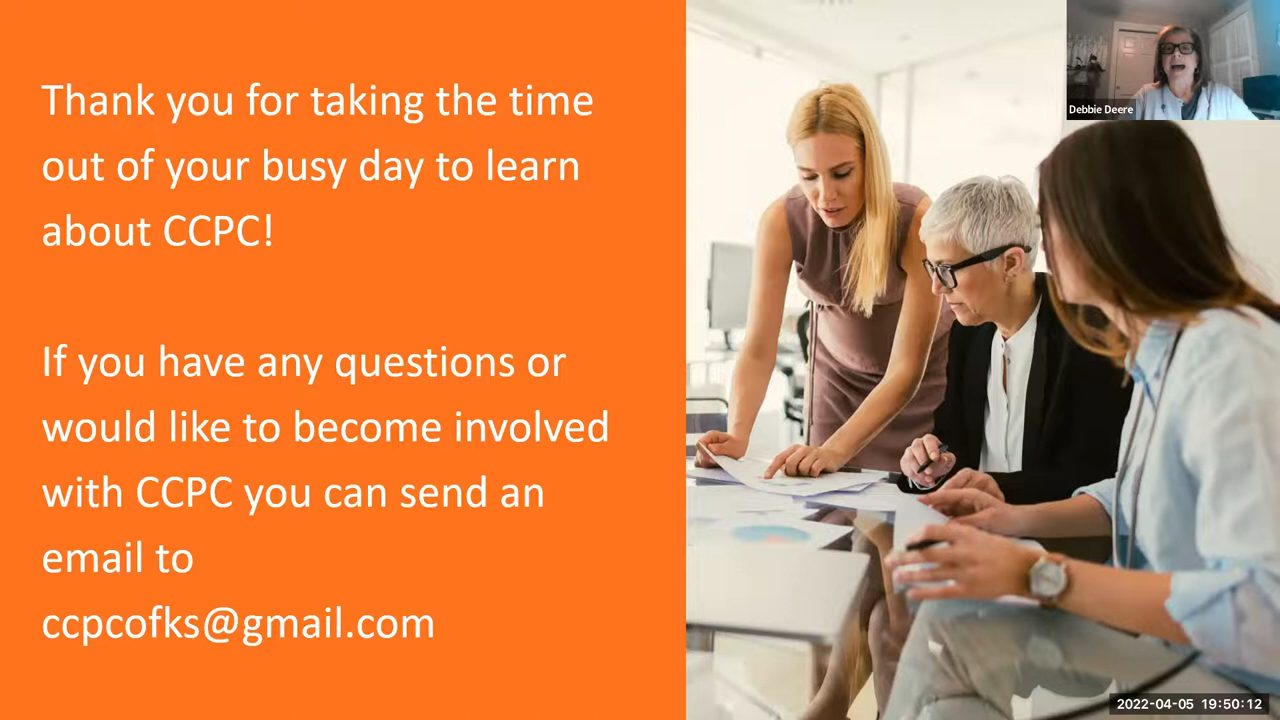 Thank you for taking the time
out of your busy day to learn
about CCPC!
If you have any questions or
would like to become involved
with CCPC you can send an
email to
ccpcofks@gmail.com
Debbie Deere
2022-04-05 19:50:12